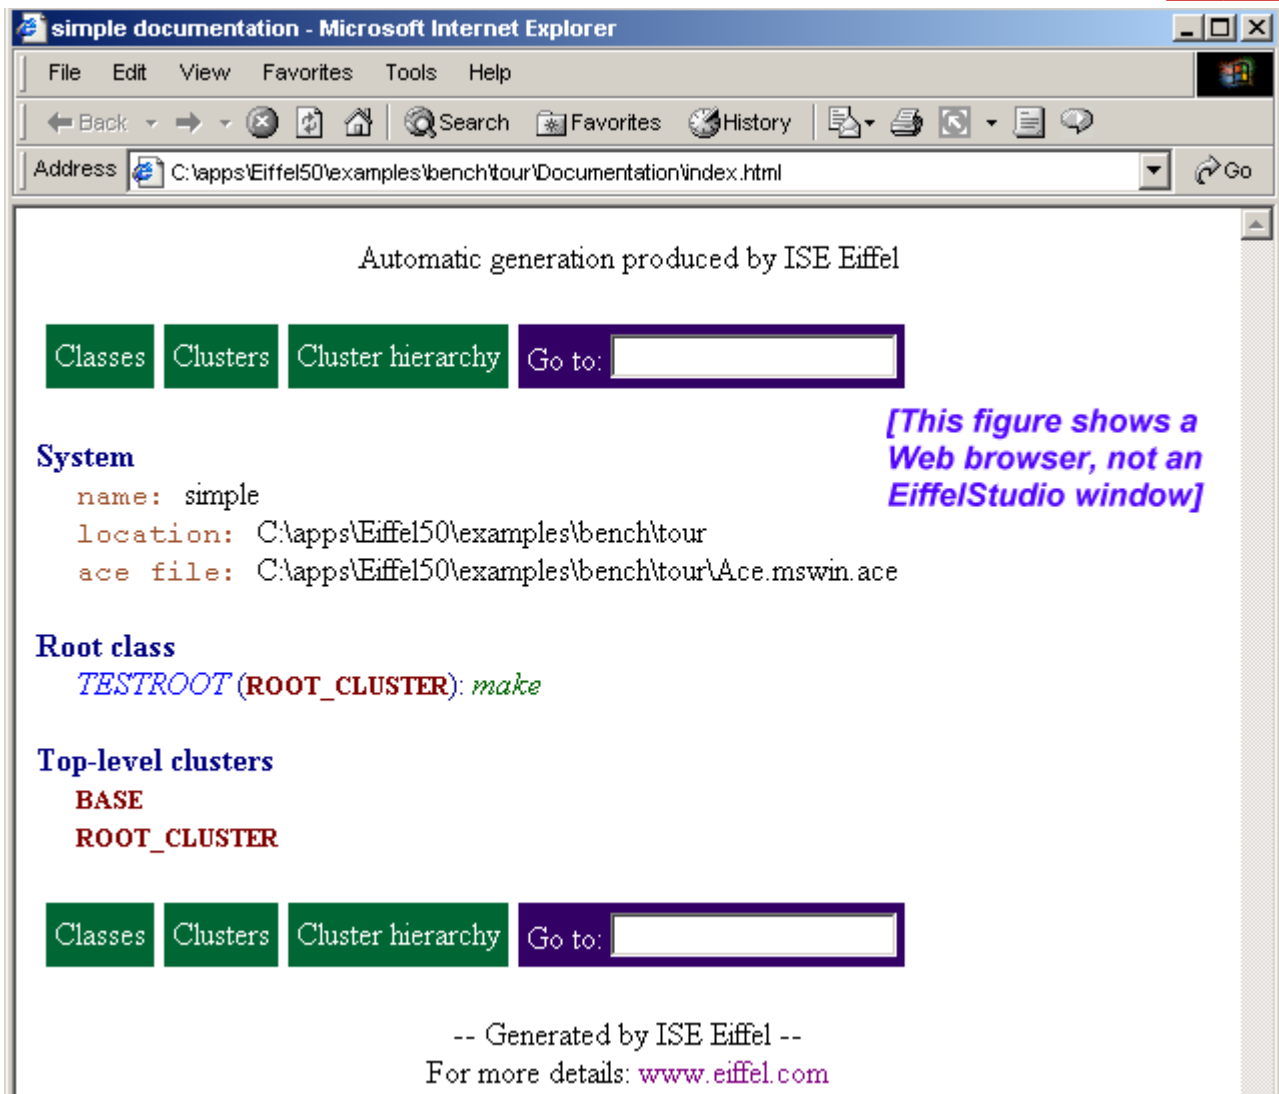 simple documentation - Microsoft Internet Explorer
File Edit View Favorites Tools Help
Back Search Favorites History
Address C:\apps\Eiffel50\examples\bench\tour\Documentation\index.html Go
Automatic generation produced by ISE Eiffel
Classes Clusters Cluster hierarchy Go to:
[This figure shows a
Web browser, not an
EiffelStudio window]
System
name: simple
location: C:\apps\Eiffel50\examples\bench\tour
ace file: C:\apps\Eiffel50\examples\bench\tour\Ace.mswin.ace
Root class
TESTROOT (ROOT_CLUSTER): make
Top-level clusters
BASE
ROOT_CLUSTER
Classes Clusters Cluster hierarchy Go to:
-- Generated by ISE Eiffel --
For more details: www.eiffel.com